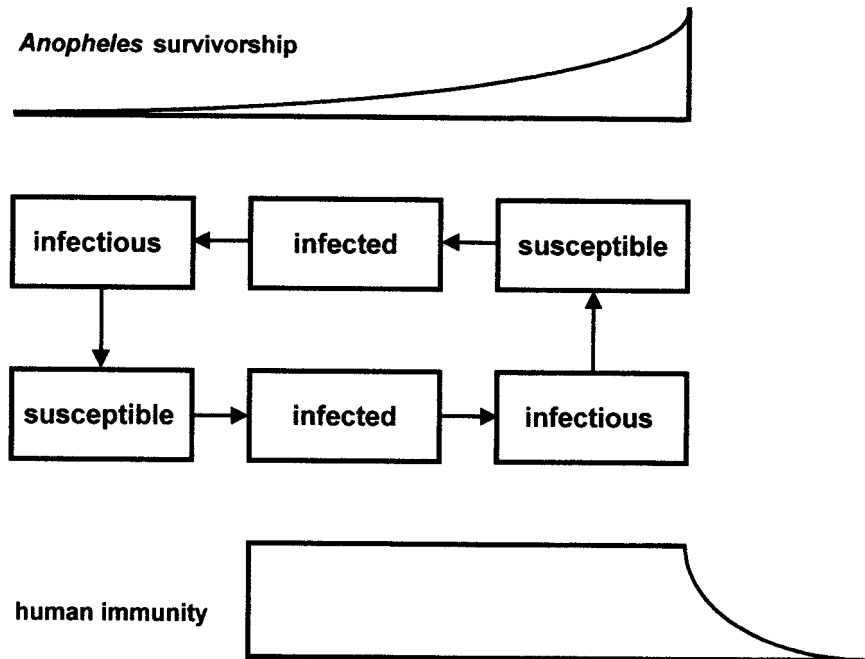 Anopheles survivorship
infectious infected susceptible
susceptible infected infectious
human immunity